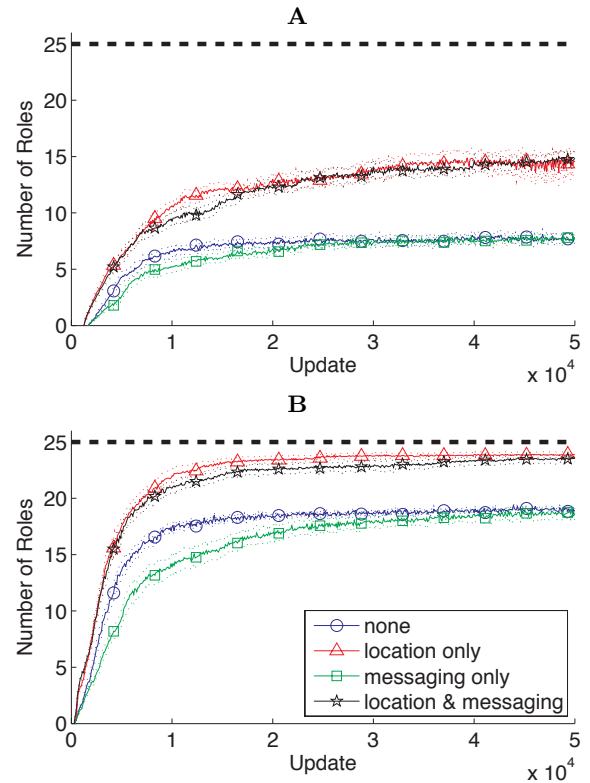 A
25
20
15
10
5
0
Number of Roles
0 1 2 3 4 5
Update
x 10^4
B
25
20
15
10
5
0
Number of Roles
none
location only
messaging only
location & messaging
0 1 2 3 4 5
Update
x 10^4